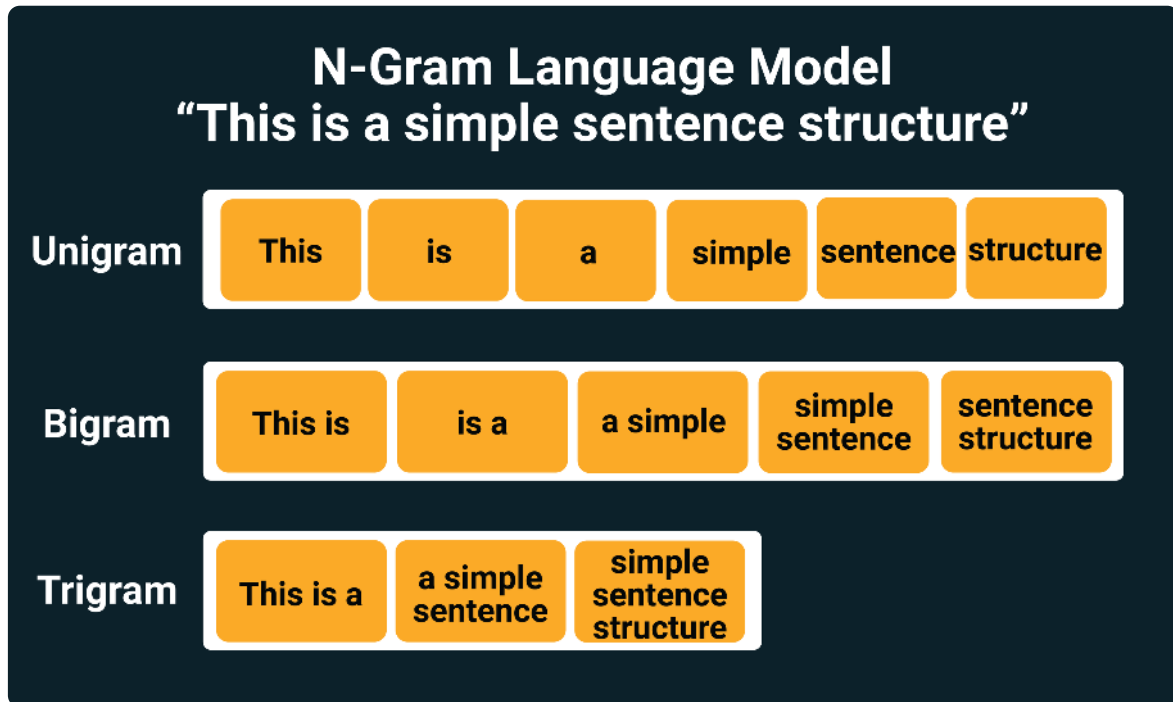 N-Gram Language Model
“This is a simple sentence structure”
Unigram
This
is
a
simple
sentence
structure
Bigram
This is
is a
a simple
simple
sentence
sentence
structure
Trigram
This is a
a simple
sentence
simple
sentence
structure